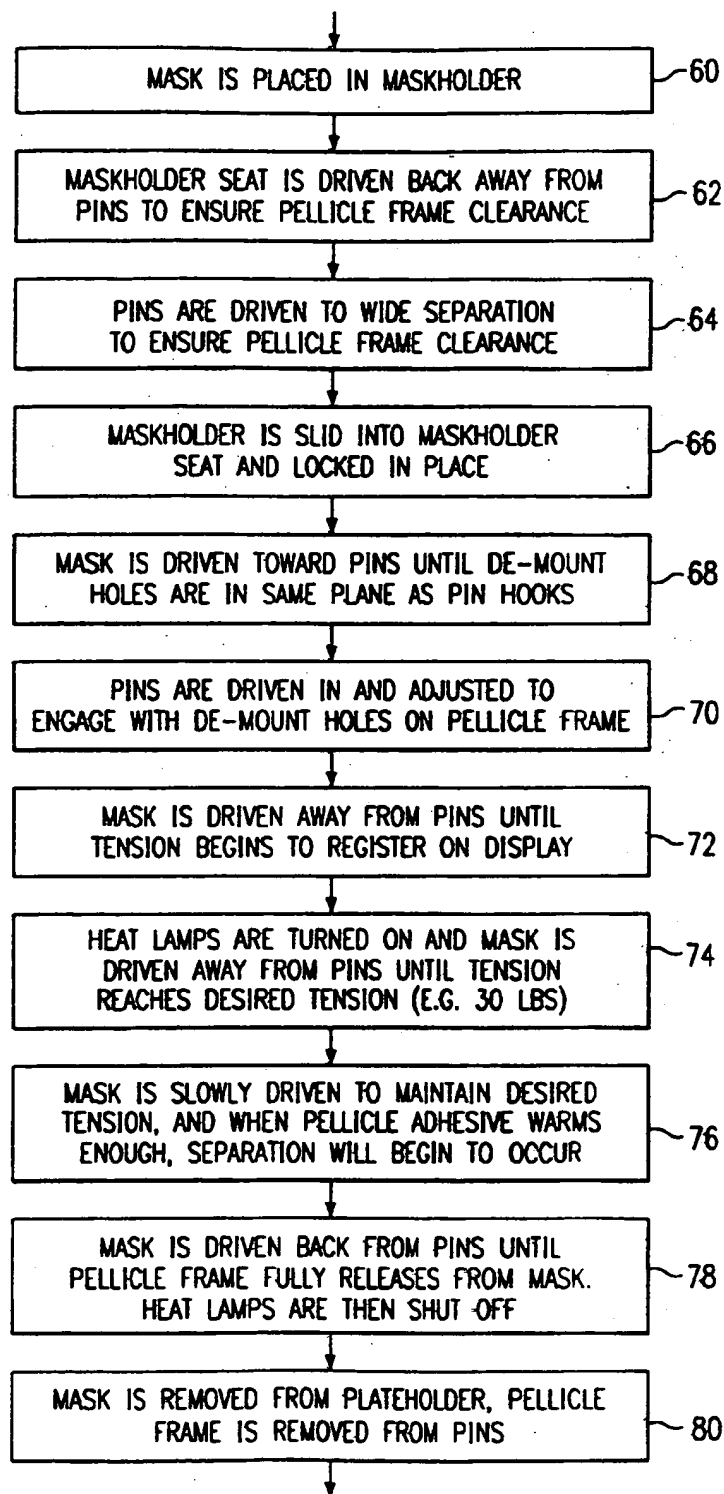 MASK IS PLACED IN MASKHOLDER
60
MASKHOLDER SEAT IS DRIVEN BACK AWAY FROM
PINS TO ENSURE PELLICLE FRAME CLEARANCE
62
PINS ARE DRIVEN TO WIDE SEPARATION
TO ENSURE PELLICLE FRAME CLEARANCE
64
MASKHOLDER IS SLID INTO MASKHOLDER
SEAT AND LOCKED IN PLACE
66
MASK IS DRIVEN TOWARD PINS UNTIL DE-MOUNT
HOLES ARE IN SAME PLANE AS PIN HOOKS
68
PINS ARE DRIVEN IN AND ADJUSTED TO
ENGAGE WITH DE-MOUNT HOLES ON PELLICLE FRAME
70
MASK IS DRIVEN AWAY FROM PINS UNTIL
TENSION BEGINS TO REGISTER ON DISPLAY
72
HEAT LAMPS ARE TURNED ON AND MASK IS
DRIVEN AWAY FROM PINS UNTIL TENSION
REACHES DESIRED TENSION (E.G. 30 LBS)
74
MASK IS SLOWLY DRIVEN TO MAINTAIN DESIRED
TENSION, AND WHEN PELLICLE ADHESIVE WARMS
ENOUGH, SEPARATION WILL BEGIN TO OCCUR
76
MASK IS DRIVEN BACK FROM PINS UNTIL
PELLICLE FRAME FULLY RELEASES FROM MASK.
HEAT LAMPS ARE THEN SHUT OFF
78
MASK IS REMOVED FROM PLATEHOLDER, PELLICLE
FRAME IS REMOVED FROM PINS
80